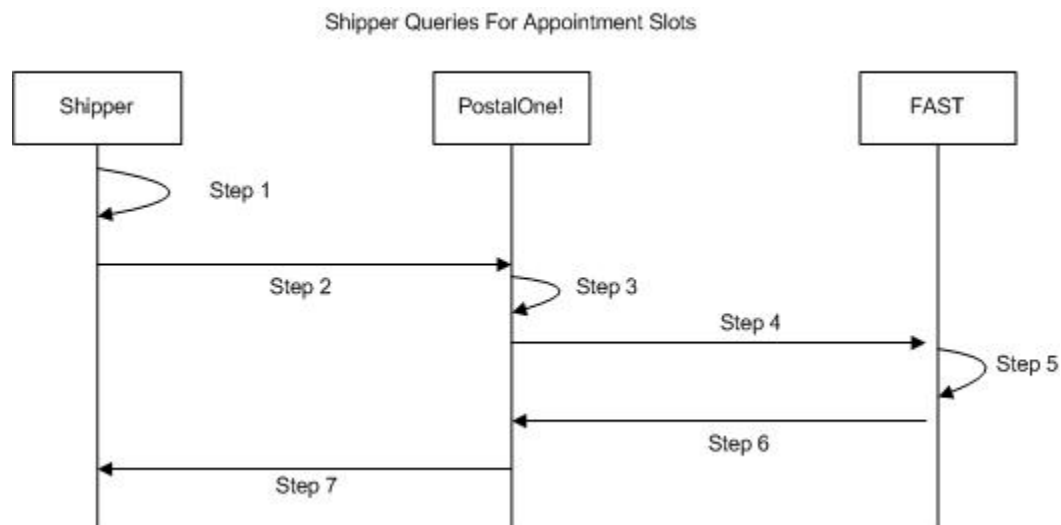 Shipper Queries For Appointment Slots
Shipper
PostalOne!
FAST
Step 1
Step 2
Step 3
Step 4
Step 5
Step 6
Step 7